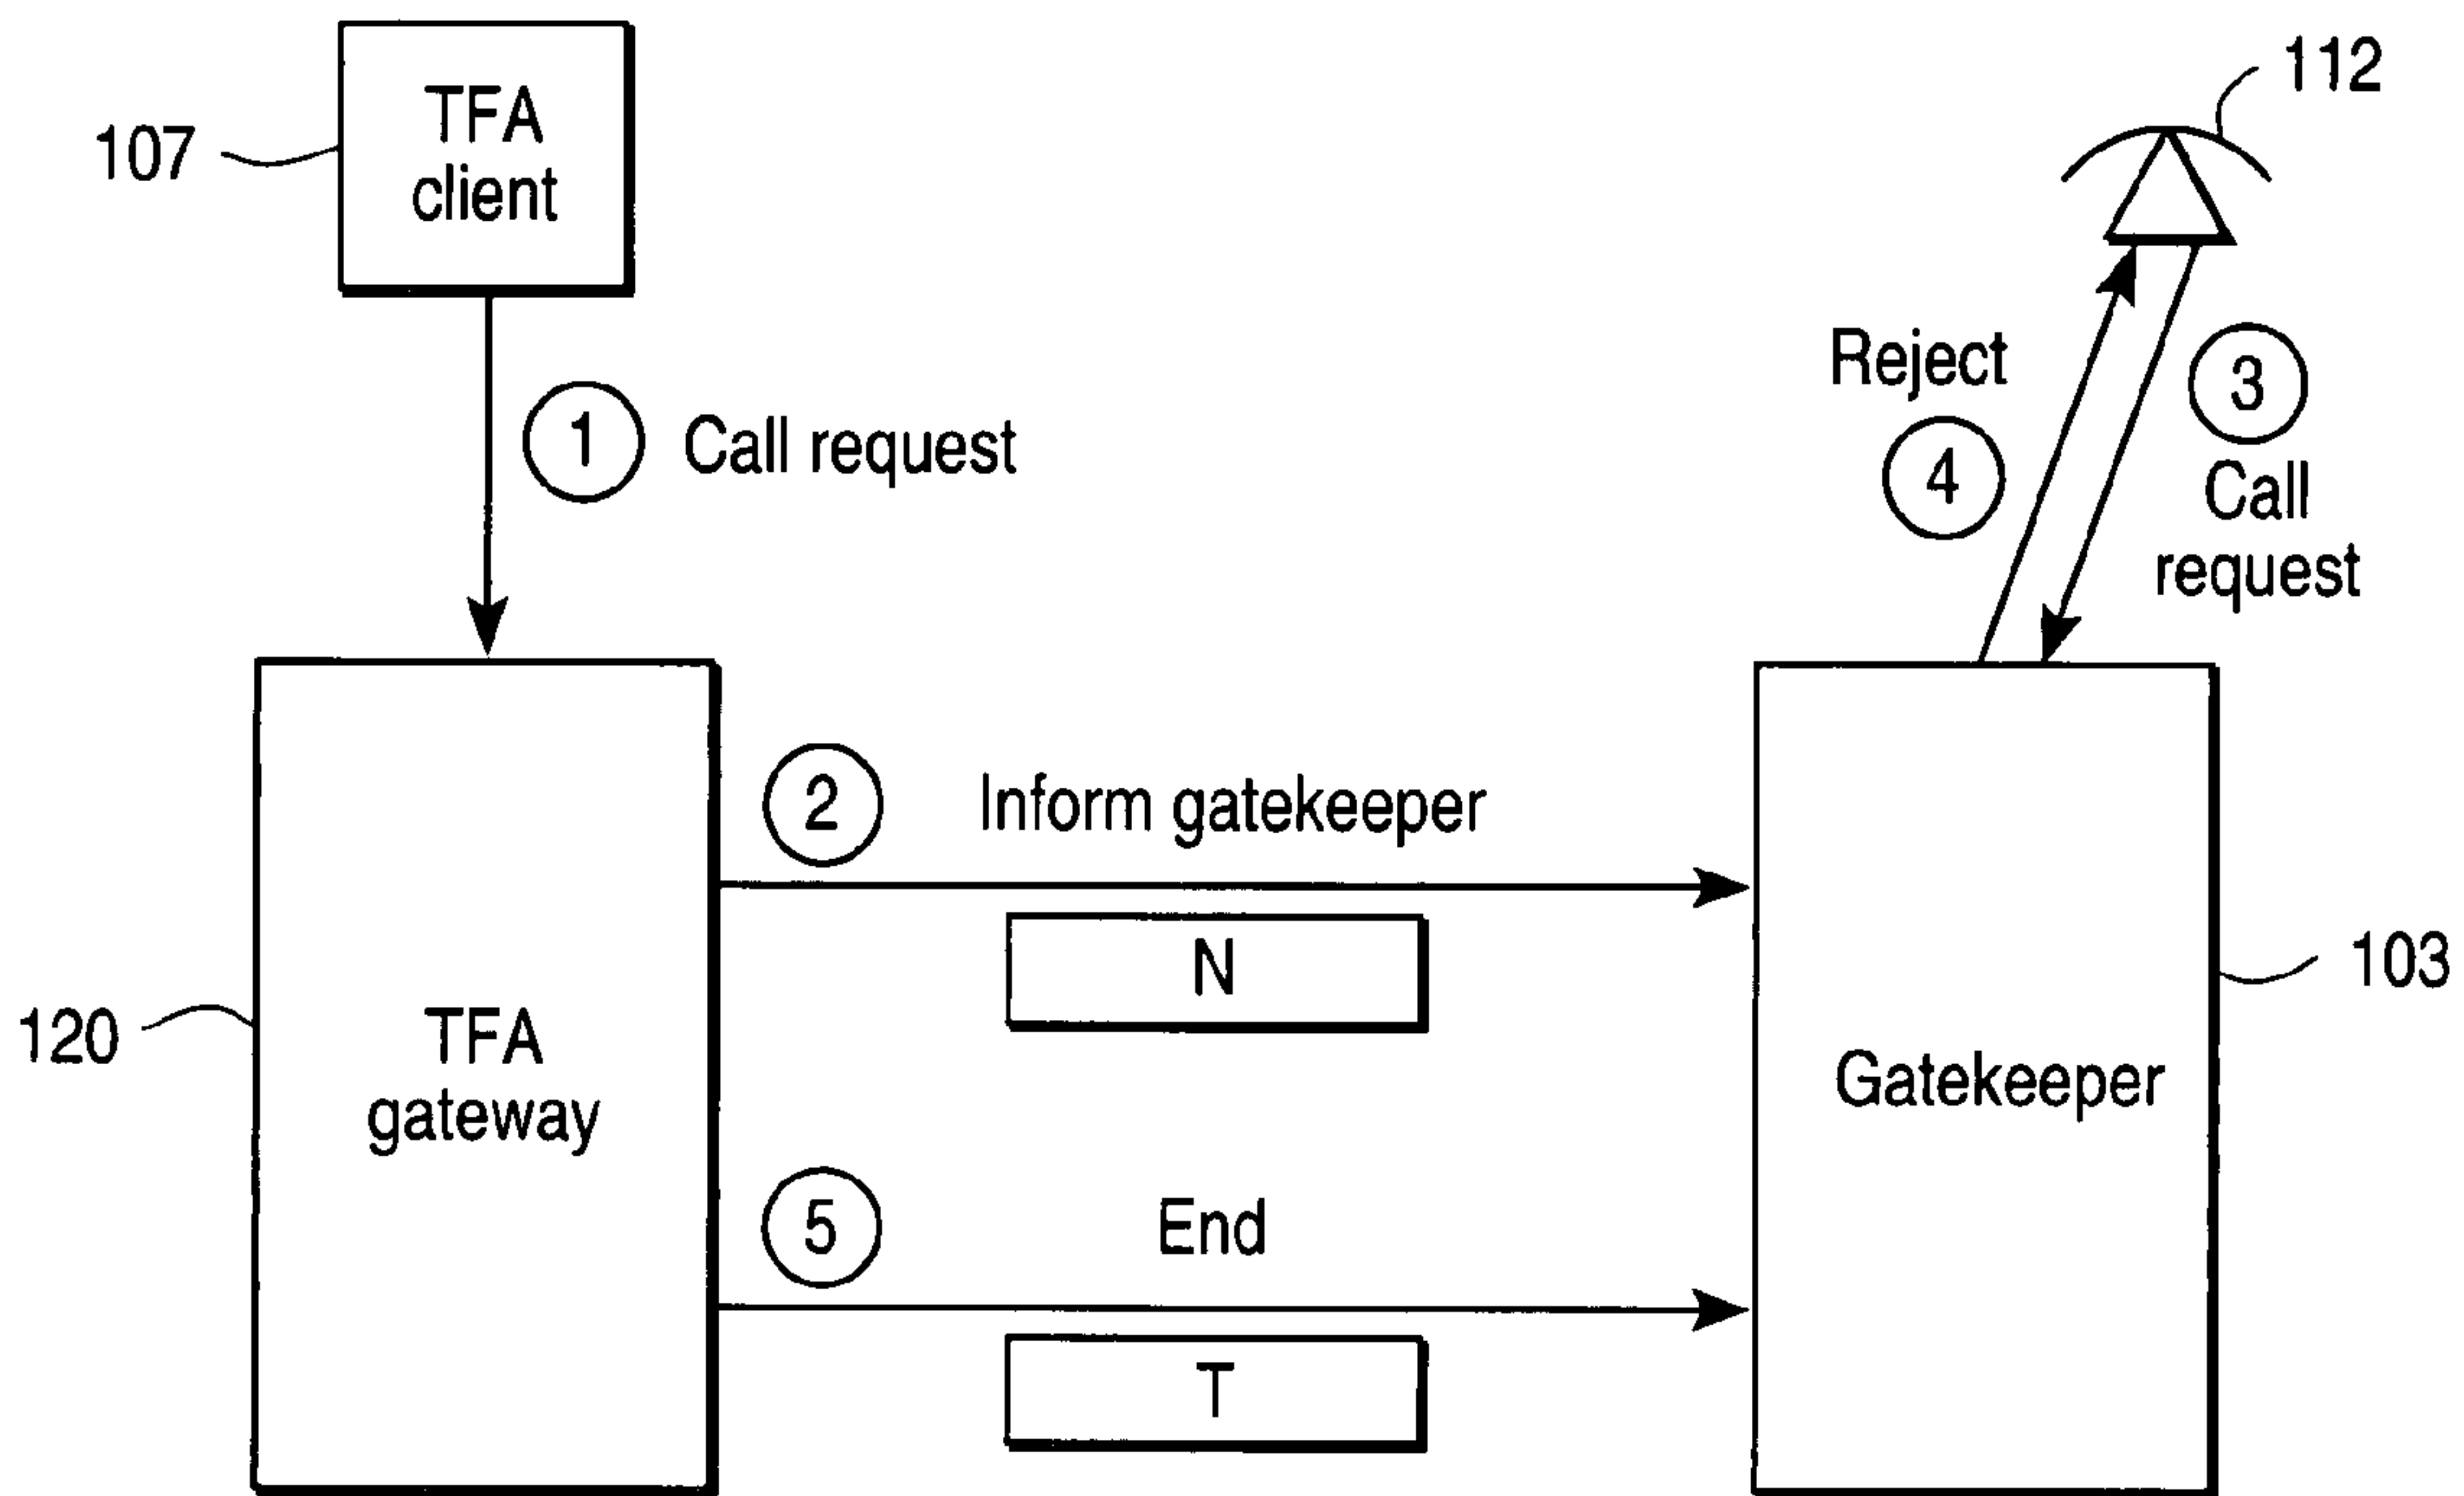 112
107
TFA
client
Reject
3
1
Call request
4
Call
request
2
Inform gatekeeper
N
103
120
TFA
gateway
Gatekeeper
5
End
T